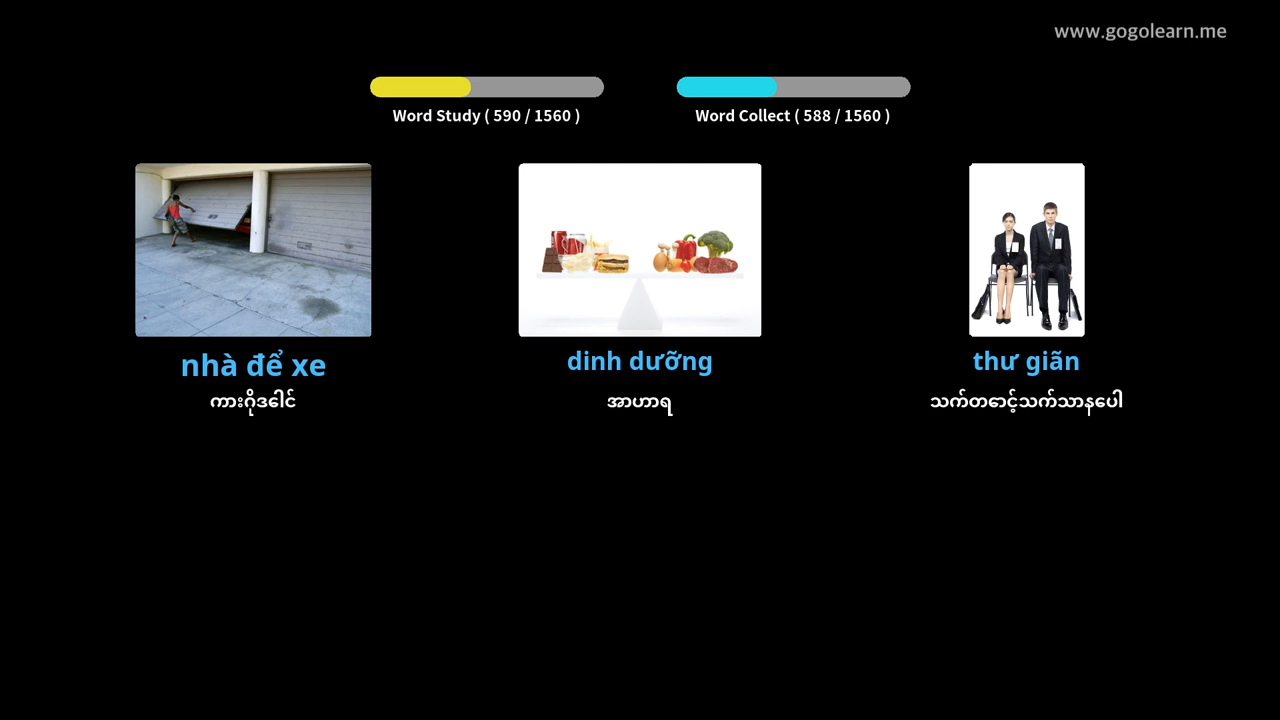 www.gogolearn.me
Word Study ( 590 / 1560 )
Word Collect ( 588 / 1560 )
nhà để xe
dinh dưỡng
thư giãn
ကားဂိုဒေါင်
အာဟာရ
သက်တောင့်သက်သာနေပါ